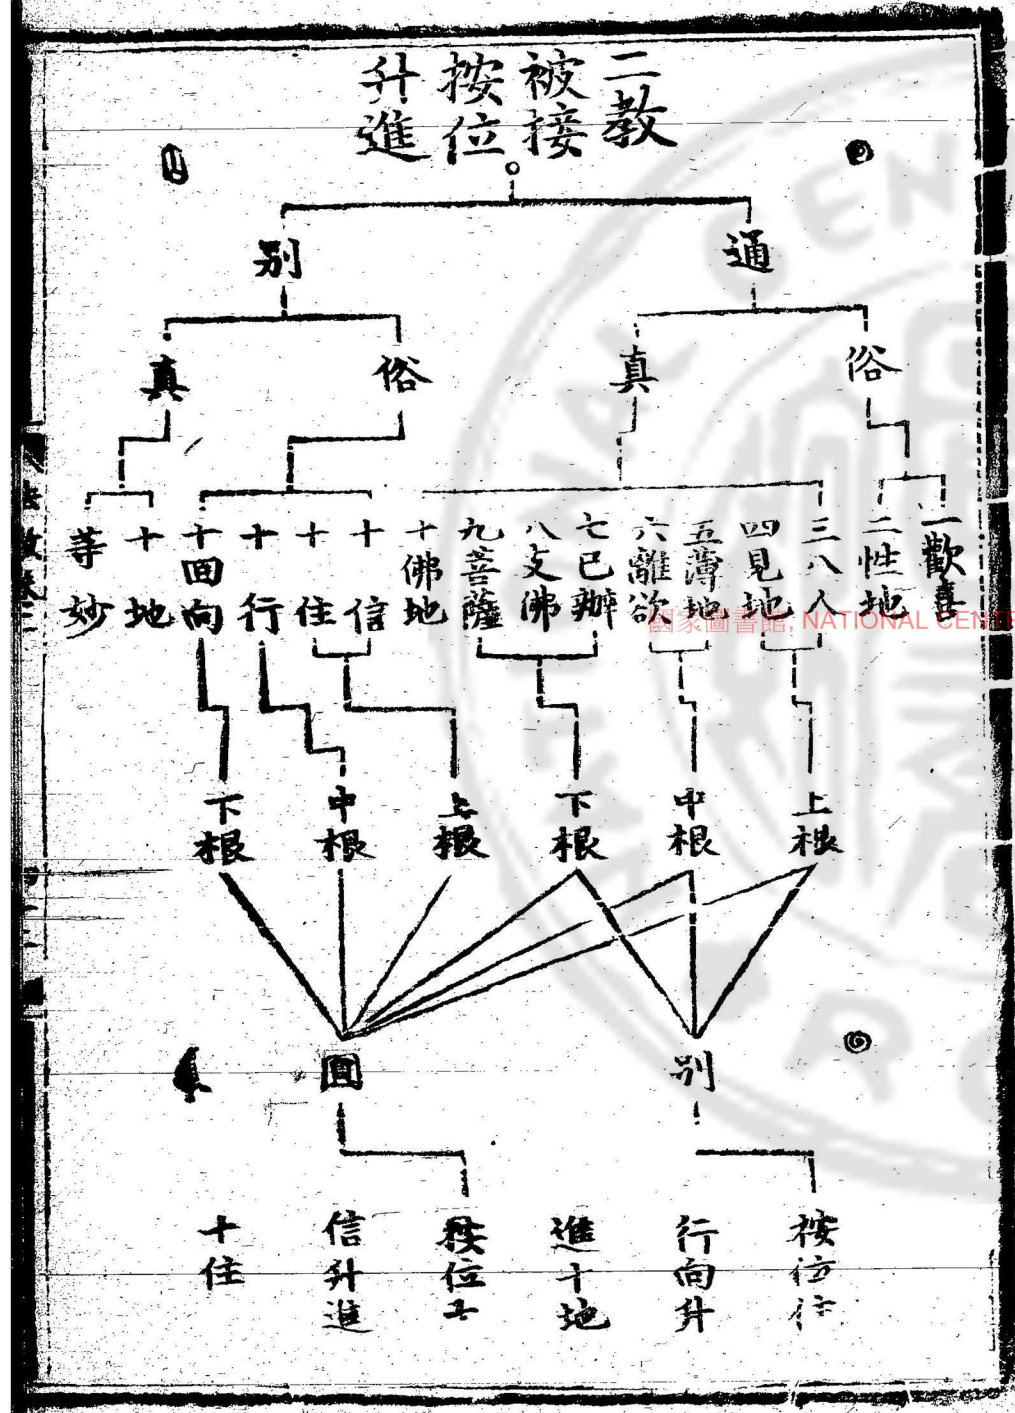 二教
被接
按位
升進
通
別
俗
真
俗
真
一歡喜
二性地
三八人
四見地
五薄地
六離欲
七已辦
八支佛
九菩薩
十佛地
十信
十住
十行
十回向
十地
等妙
上根
中根
下根
上根
中根
下根
別
圓
按位住
行向升
進十地
按位十
信升進
十住
國家圖書館, NATIONAL CENT